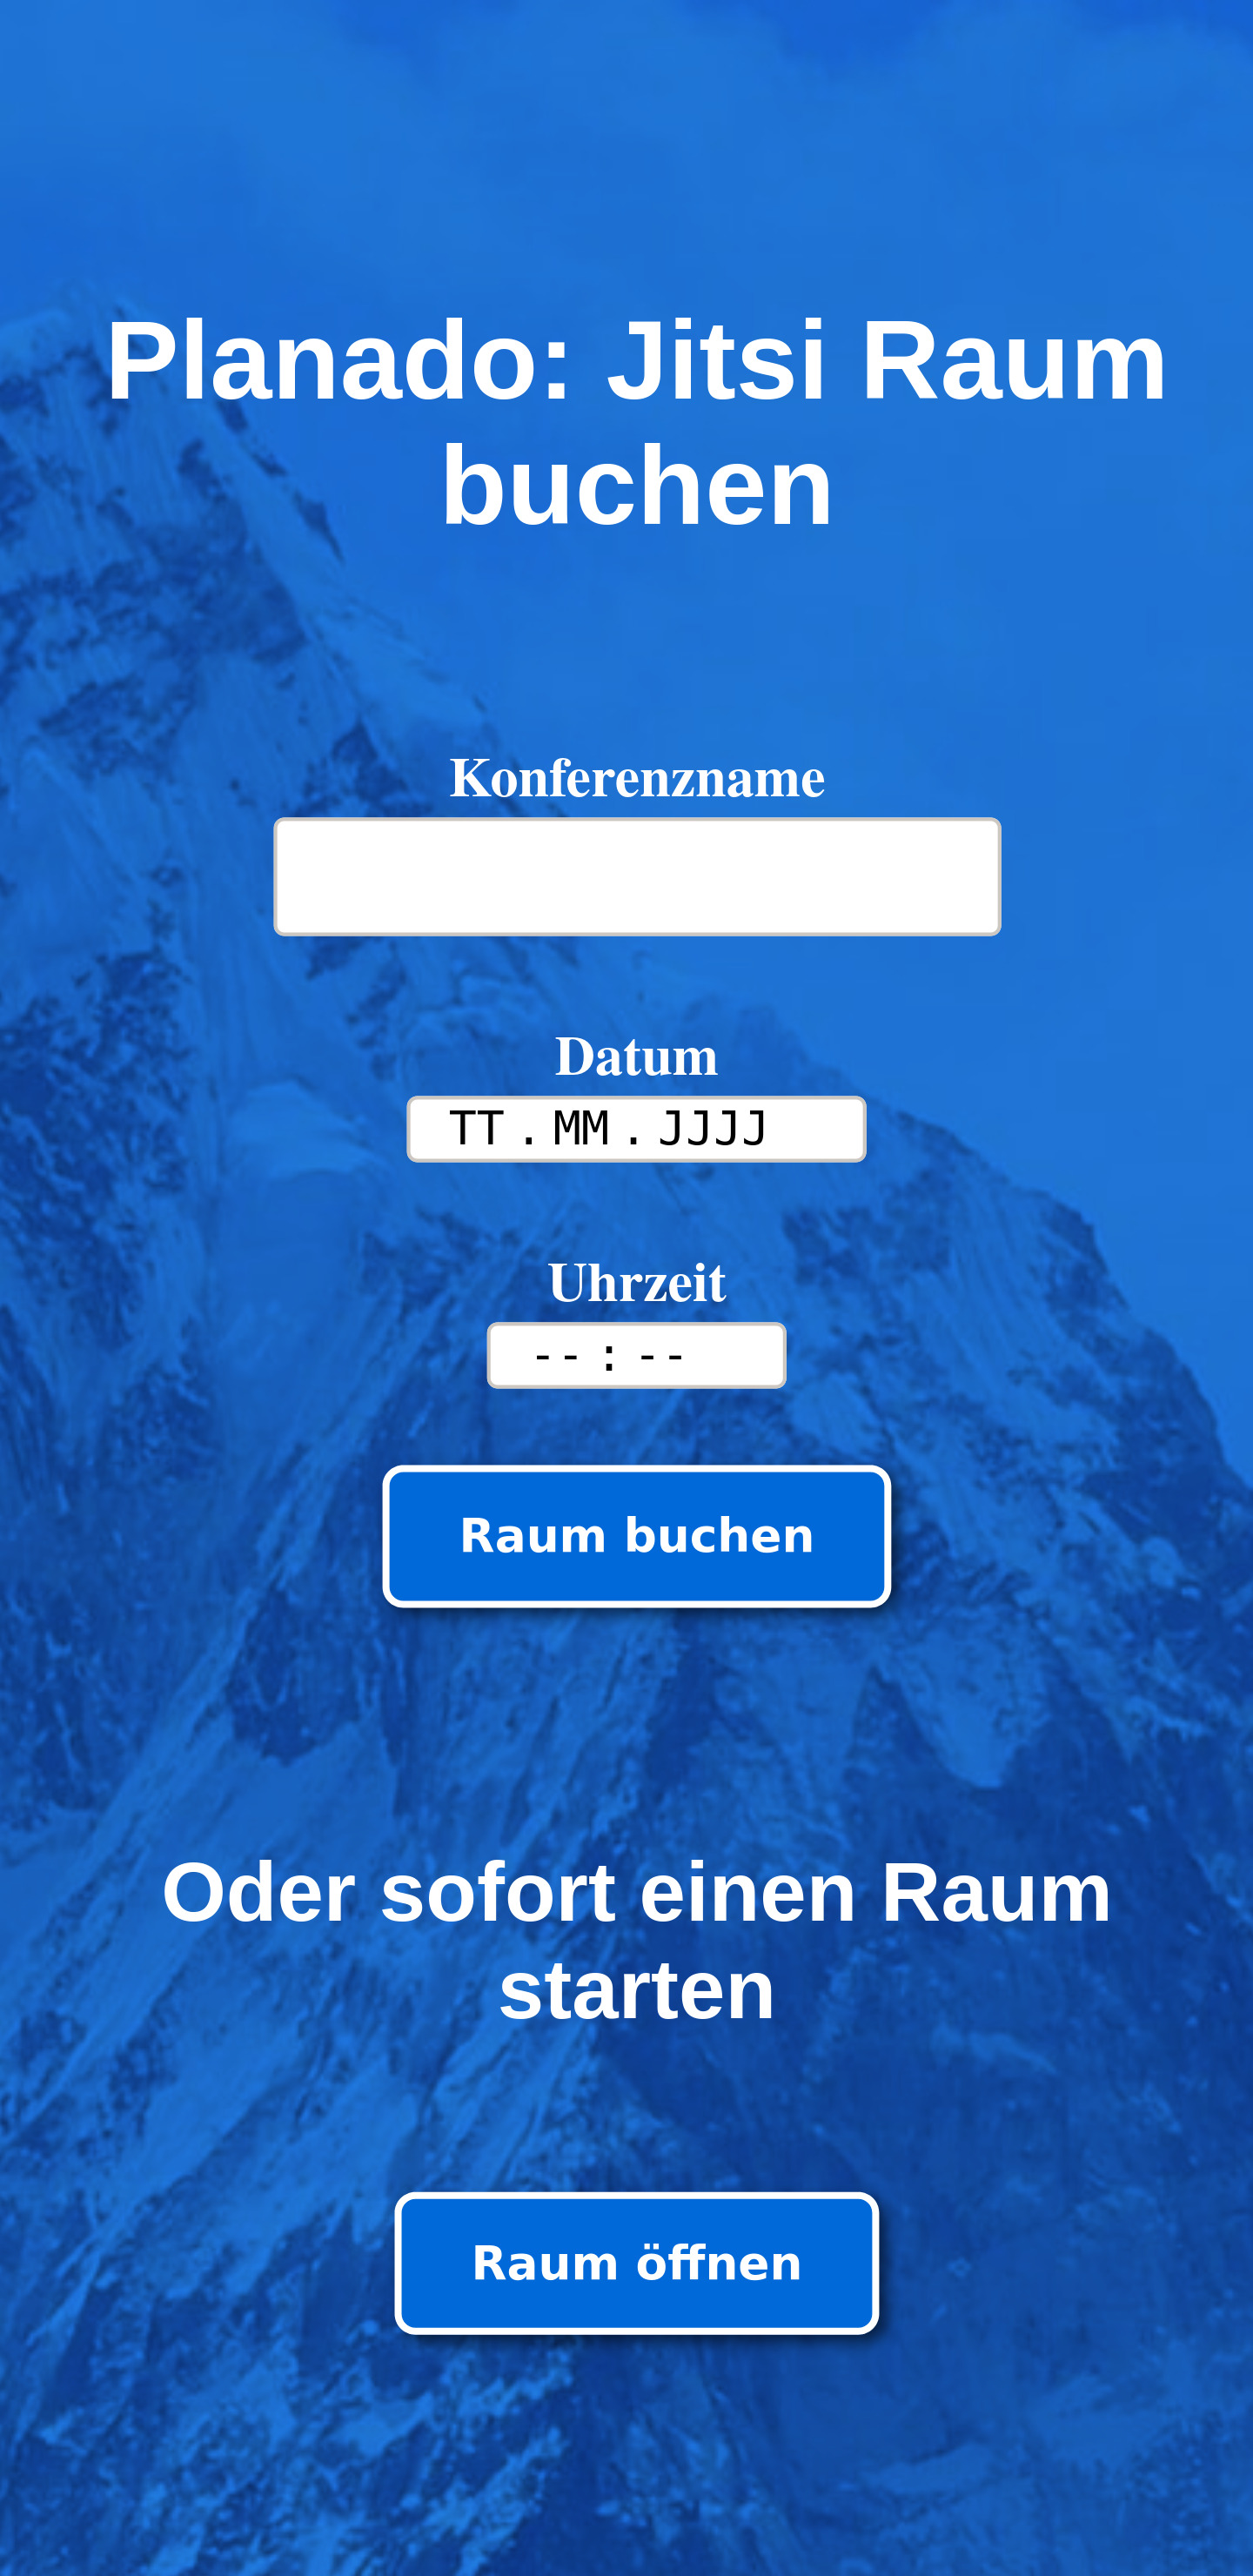 Planado: Jitsi Raum
buchen
Konferenzname
Datum
TT.MM.JJJJ
Uhrzeit
--:--
Raum buchen
Oder sofort einen Raum
starten
Raum öffnen